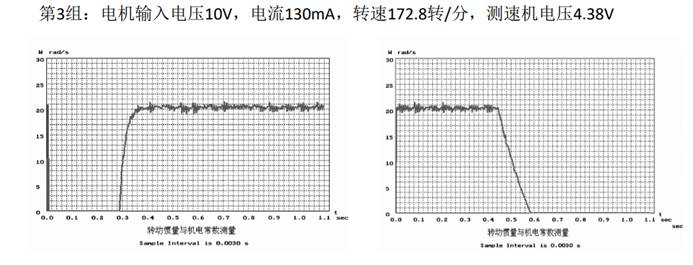 第3组：电机输入电压10V，电流130mA，转速172.8转/分，测速机电压4.38V
W rad/s
30
25
20
15
10
5
0
0.0 0.1 0.2 0.3 0.4 0.5 0.6 0.7 0.8 0.9 1.0 1.1
t
sec
转动惯量与机电常数测量
Sample Interval is 0.0030 s
W rad/s
30
25
20
15
10
5
0
0.0 0.1 0.2 0.3 0.4 0.5 0.6 0.7 0.8 0.9 1.0 1.1
t
sec
sec
转动惯量与机电常数测量
Sample Interval is 0.0030 s